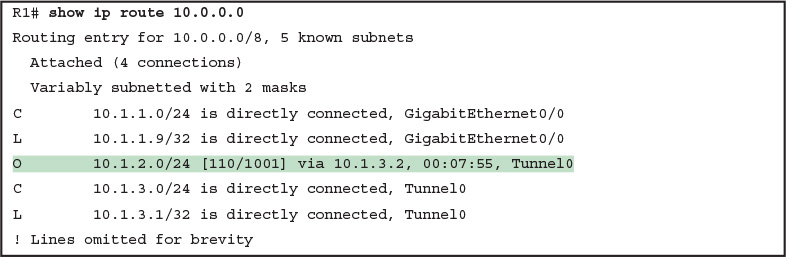 R1# show ip route 10.0.0.0
Routing entry for 10.0.0.0/8, 5 known subnets
  Attached (4 connections)
  Variably subnetted with 2 masks
C        10.1.1.0/24 is directly connected, GigabitEthernet0/0
L        10.1.1.9/32 is directly connected, GigabitEthernet0/0
O        10.1.2.0/24 [110/1001] via 10.1.3.2, 00:07:55, Tunnel0
C        10.1.3.0/24 is directly connected, Tunnel0
L        10.1.3.1/32 is directly connected, Tunnel0
! Lines omitted for brevity